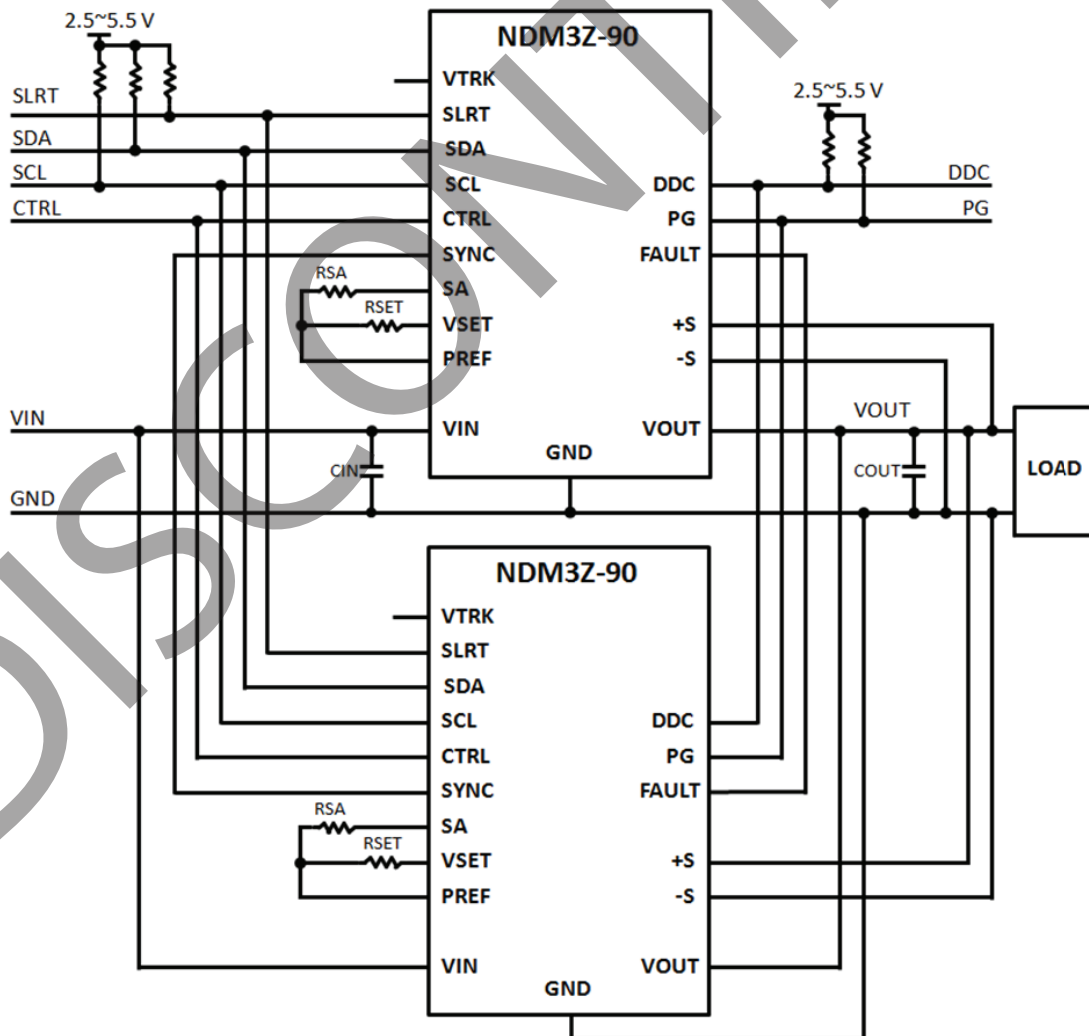 2.5~5.5 V
NDM3Z-90
VTRK
SLRT
SLRT
2.5~5.5 V
SDA
SDA
SCL
SCL
DDC
DDC
CTRL
CTRL
PG
PG
SYNC
FAULT
RSA
SA
RSET
VSET
+S
PREF
-S
VIN
VIN
VOUT
VOUT
GND
CIN
COUT
LOAD
GND
NDM3Z-90
VTRK
SLRT
SDA
SCL
DDC
CTRL
PG
SYNC
FAULT
RSA
SA
RSET
VSET
+S
PREF
-S
VIN
VOUT
GND